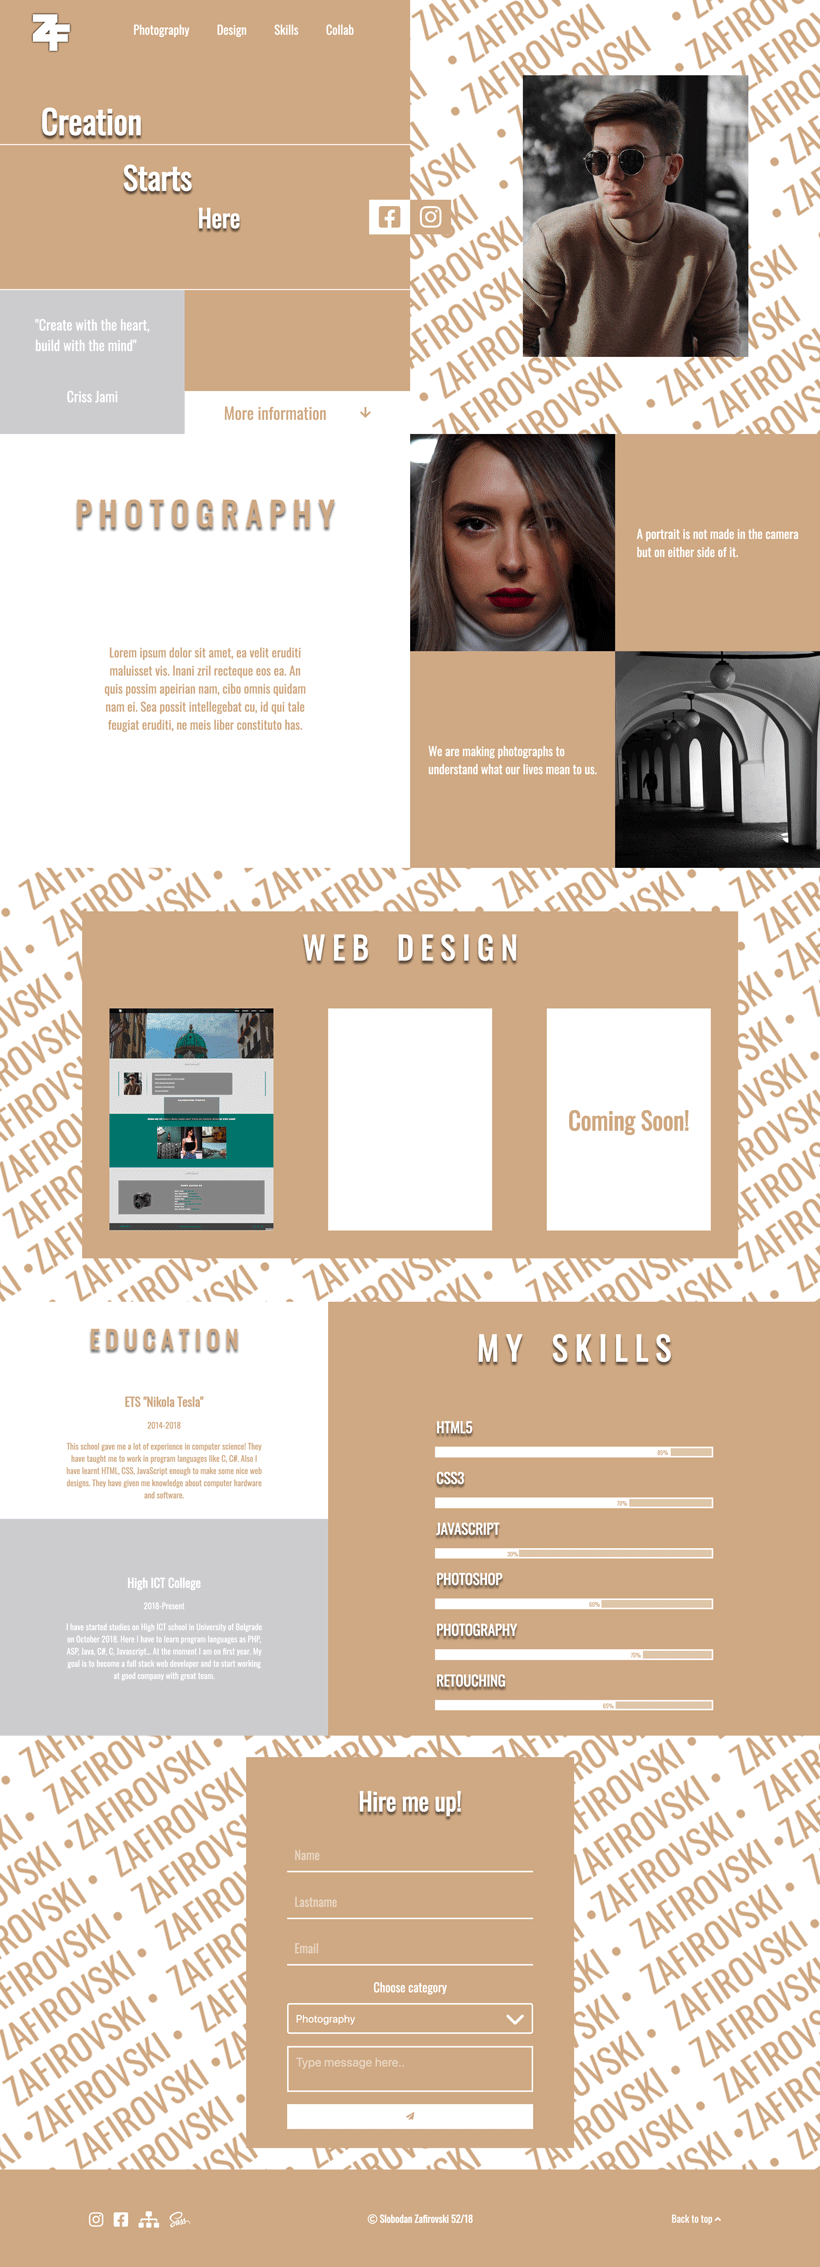 ZF
Photography
Design
Skills
Collab
Creation
Starts
Here
"Create with the heart,
build with the mind"
Criss Jami
More information
ZAFIROVSKI • ZAFIROVSKI
PHOTOGRAPHY
Lorem ipsum dolor sit amet, ea velit eruditi
maluisset vis. Inani zril recteque eos ea. An
quis possim apeirian nam, cibo omnis quidam
nam ei. Sea possit intellegebat cu, id qui tale
feugiat eruditi, ne meis liber constituto has.
A portrait is not made in the camera
but on either side of it.
We are making photographs to
understand what our lives mean to us.
WEB DESIGN
Coming Soon!
EDUCATION
ETS "Nikola Tesla"
2014-2018
This school gave me a lot of experience in computer science! They
have taught me to work in program languages like C, C#. Also I
have learnt HTML, CSS, JavaScript enough to make some nice web
designs. They have given me knowledge about computer hardware
and software.
High ICT College
2018-Present
I have started studies on High ICT school in University of Belgrade
on October 2018. Here I have to learn program languages as PHP,
ASP, Java, C#, C, Javascript... At the moment I am on first year. My
goal is to become a full stack web developer and to start working
at good company with great team.
MY SKILLS
HTML5
85%
CSS3
70%
JAVASCRIPT
30%
PHOTOSHOP
60%
PHOTOGRAPHY
75%
RETOUCHING
65%
Hire me up!
Name
Lastname
Email
Choose category
Photography
Type message here..
Sass
© Slobodan Zafirovski 52/18
Back to top